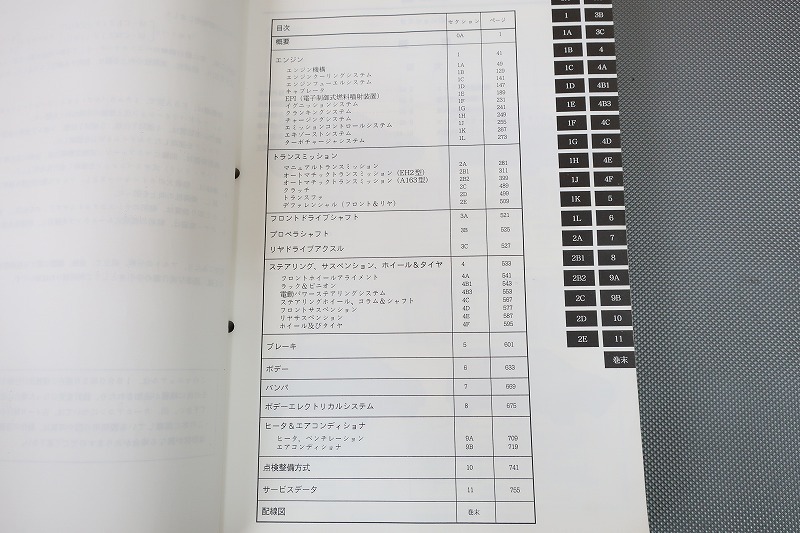 目次 セクション ページ
概要 0A 1
エンジン 1 41
エンジン機構 1A 49
エンジンクーリングシステム 1B 129
エンジンフューエルシステム 1C 141
キャブレータ 1D 147
EPI（電子制御式燃料噴射装置） 1E 189
イグニッションシステム 1F 231
クランキングシステム 1G 241
チャージングシステム 1H 249
エミッションコントロールシステム 1J 255
エキゾーストシステム 1K 267
ターボチャージャシステム 1L 273
トランスミッション
マニュアルトランスミッション 2A 281
オートマチックトランスミッション（EH2型） 2B1 311
オートマチックトランスミッション（A163型） 2B2 399
クラッチ 2C 489
トランスファ 2D 499
デファレンシャル（フロント＆リヤ） 2E 509
フロントドライブシャフト 3A 521
プロペラシャフト 3B 525
リヤドライブアクスル 3C 527
ステアリング、サスペンション、ホイール＆タイヤ 4 533
フロントホイールアライメント 4A 541
ラック＆ピニオン 4B1 543
電動パワーステアリングシステム 4B3 553
ステアリングホイール、コラム＆シャフト 4C 567
フロントサスペンション 4D 577
リヤサスペンション 4E 587
ホイール及びタイヤ 4F 595
ブレーキ 5 601
ボデー 6 633
バンパ 7 669
ボデーエレクトリカルシステム 8 675
ヒータ＆エアコンディショナ
ヒータ、ベンチレーション 9A 709
エアコンディショナ 9B 719
点検整備方式 10 741
サービスデータ 11 755
配線図 巻末
1 3B
1A 3C
1B 4
1C 4A
1D 4B1
1E 4B3
1F 4C
1G 4D
1H 4E
1J 4F
1K 5
1L 6
2A 7
2B1 8
2B2 9A
2C 9B
2D 10
2E 11
巻末